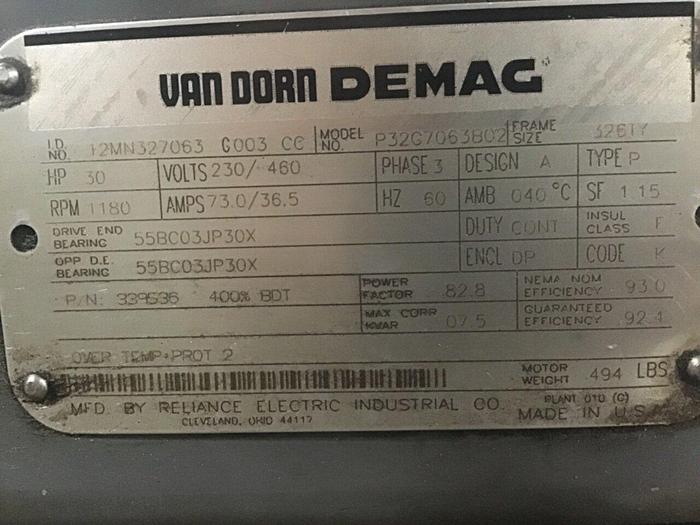 VAN DORN DEMAG
I.D. NO. 12MN327063 G003 CC MODEL NO. P32G7063B02 FRAME SIZE 326TY
HP 30 VOLTS 230/ 460 PHASE 3 DESIGN A TYPE P
RPM 1180 AMPS 73.0/36.5 HZ 60 AMB 040 °C SF 1.15
DRIVE END BEARING 55BC03JP30X DUTY CONT INSUL CLASS F
OPP D.E. BEARING 55BC03JP30X ENCL DP CODE K
P/N: 339536 400% BDT POWER FACTOR 82.8 NEMA NOM EFFICIENCY 93.0
MAX CORR KVAR 07.5 GUARANTEED EFFICIENCY 92.4
OVER TEMP PROT 2
MOTOR WEIGHT 494 LBS
MFD. BY RELIANCE ELECTRIC INDUSTRIAL CO. PLANT 010 (C)
CLEVELAND, OHIO 44117 MADE IN U.S.A.